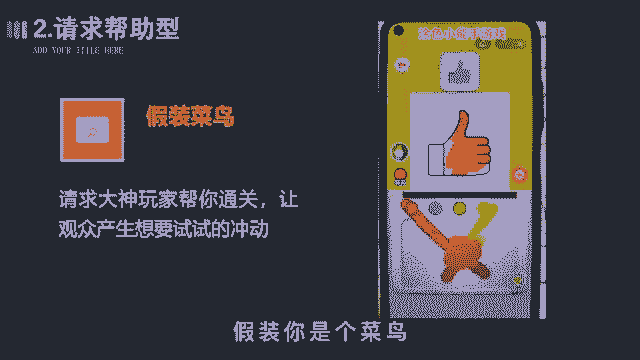 2.请求帮助型
ADD YOUR TITLE HERE
假装菜鸟
请求大神玩家帮你通关，让
观众产生想要试试的冲动
假装你是个菜鸟